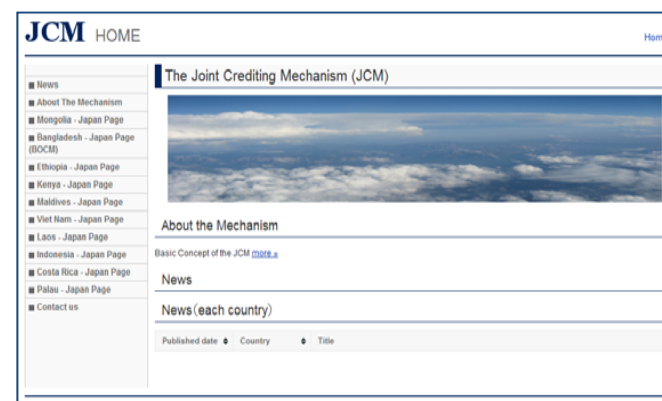 JCM HOME
Hom
News
About The Mechanism
Mongolia - Japan Page
Bangladesh - Japan Page
(BOCM)
Ethiopia - Japan Page
Kenya - Japan Page
Maldives - Japan Page
Viet Nam - Japan Page
Laos - Japan Page
Indonesia - Japan Page
Costa Rica - Japan Page
Palau - Japan Page
Contact us
The Joint Crediting Mechanism (JCM)
About the Mechanism
Basic Concept of the JCM more »
News
News(each country)
Published date Country Title